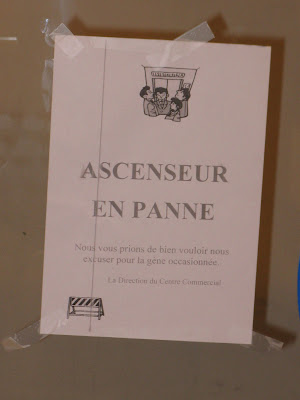 ASCENSEUR
EN PANNE
Nous vous prions de bien vouloir nous
excuser pour la gène occasionnée.
La Direction du Centre Commercial